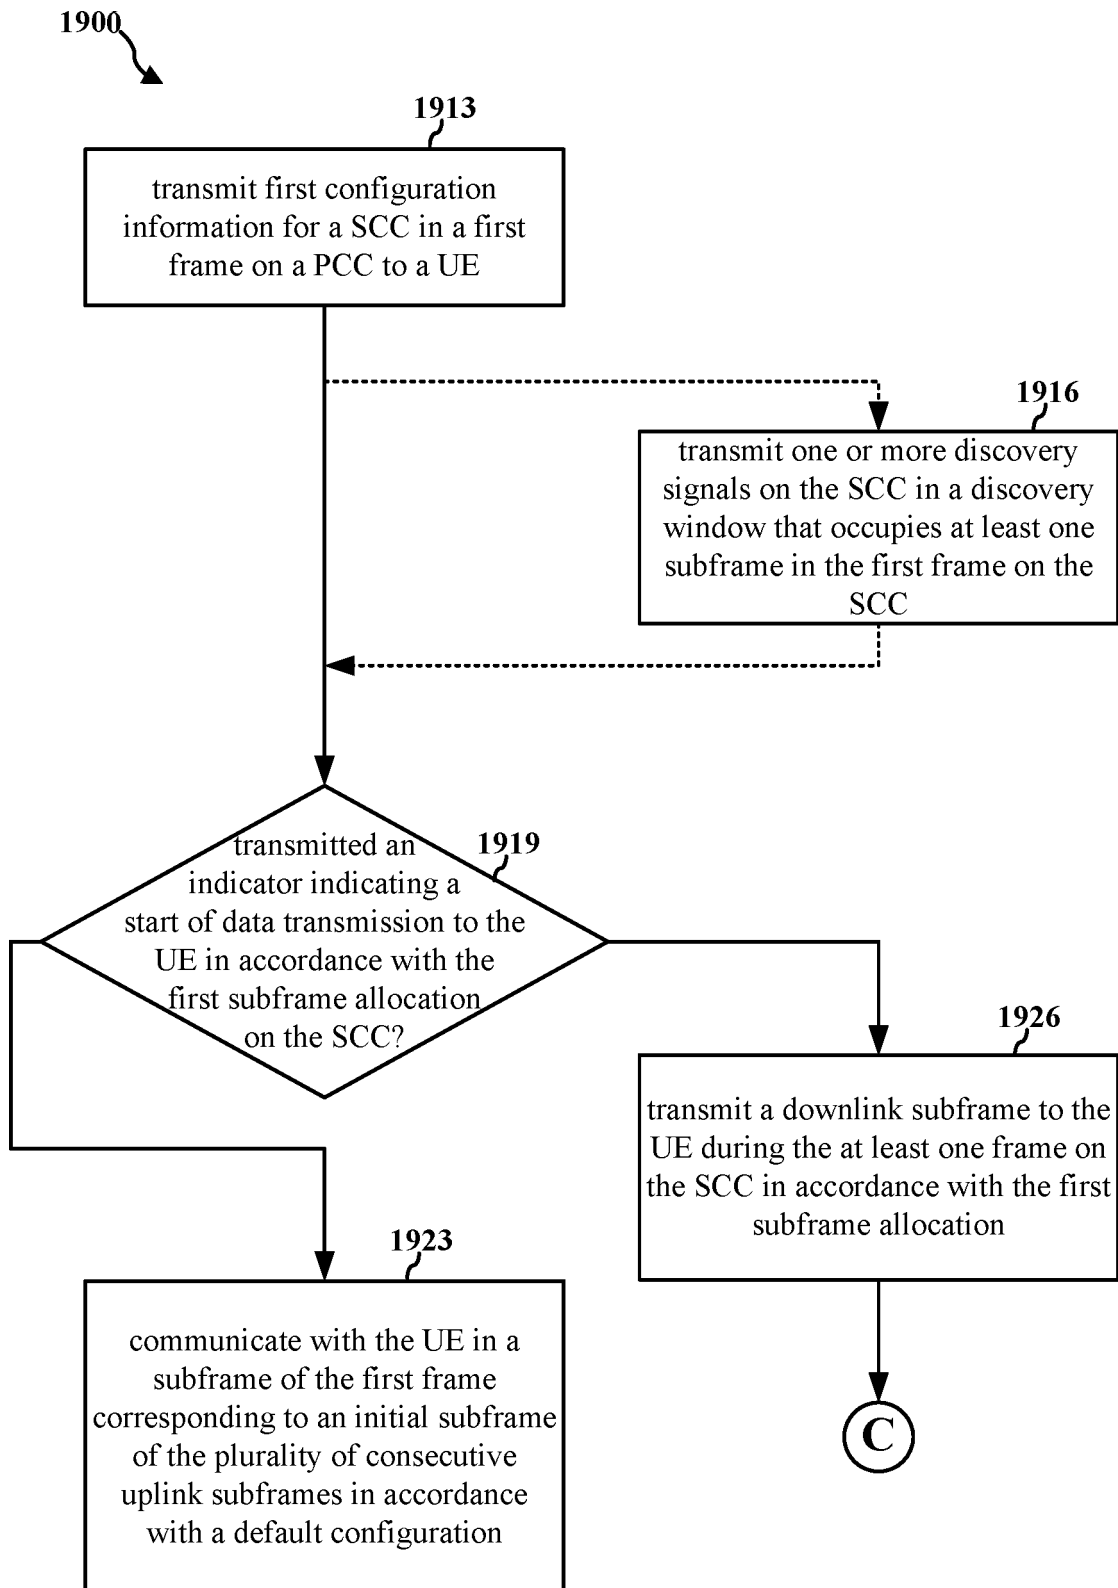 1900
1913
transmit first configuration
information for a SCC in a first
frame on a PCC to a UE
1916
transmit one or more discovery
signals on the SCC in a discovery
window that occupies at least one
subframe in the first frame on the
SCC
1919
transmitted an
indicator indicating a
start of data transmission to the
UE in accordance with the
first subframe allocation
on the SCC?
1926
transmit a downlink subframe to the
UE during the at least one frame on
the SCC in accordance with the first
subframe allocation
1923
communicate with the UE in a
subframe of the first frame
corresponding to an initial subframe
of the plurality of consecutive
uplink subframes in accordance
with a default configuration
C